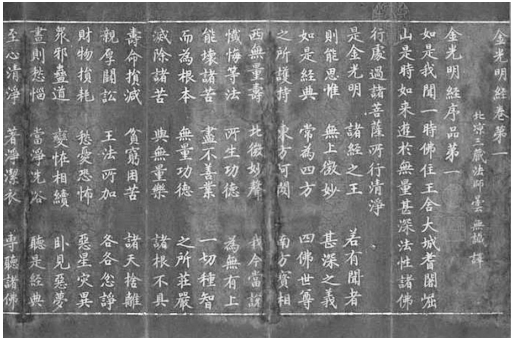 金光明經卷第一
北涼三藏法師曇無讖譯
金光明經序品第一
如是我聞一時佛住王舍大城耆闍崛
山是時如來遊於無量甚深法性諸佛
行處過諸菩薩所行清淨
是金光明 諸經之王 若有聞者
則能思惟 無上微妙 甚深之義
如是經典 常為四方 四佛世尊
之所護持 東方阿閦 南方寶相
西無量壽 北微妙聲 我今當說
懺悔等法 所生功德 為無有上
能壞諸苦 盡不善業 一切種智
而為根本 無量功德 之所莊嚴
滅除諸苦 與無量樂 諸根不具
壽命損減 貧窮困苦 諸天捨離
親厚鬪訟 王法所加 各各忿諍
財物損耗 愁憂恐怖 惡星災異
眾邪蠱道 變怪相續 臥見惡夢
晝則愁惱 當淨洗浴 聽是經典
至心清淨 著淨潔衣 專聽諸佛